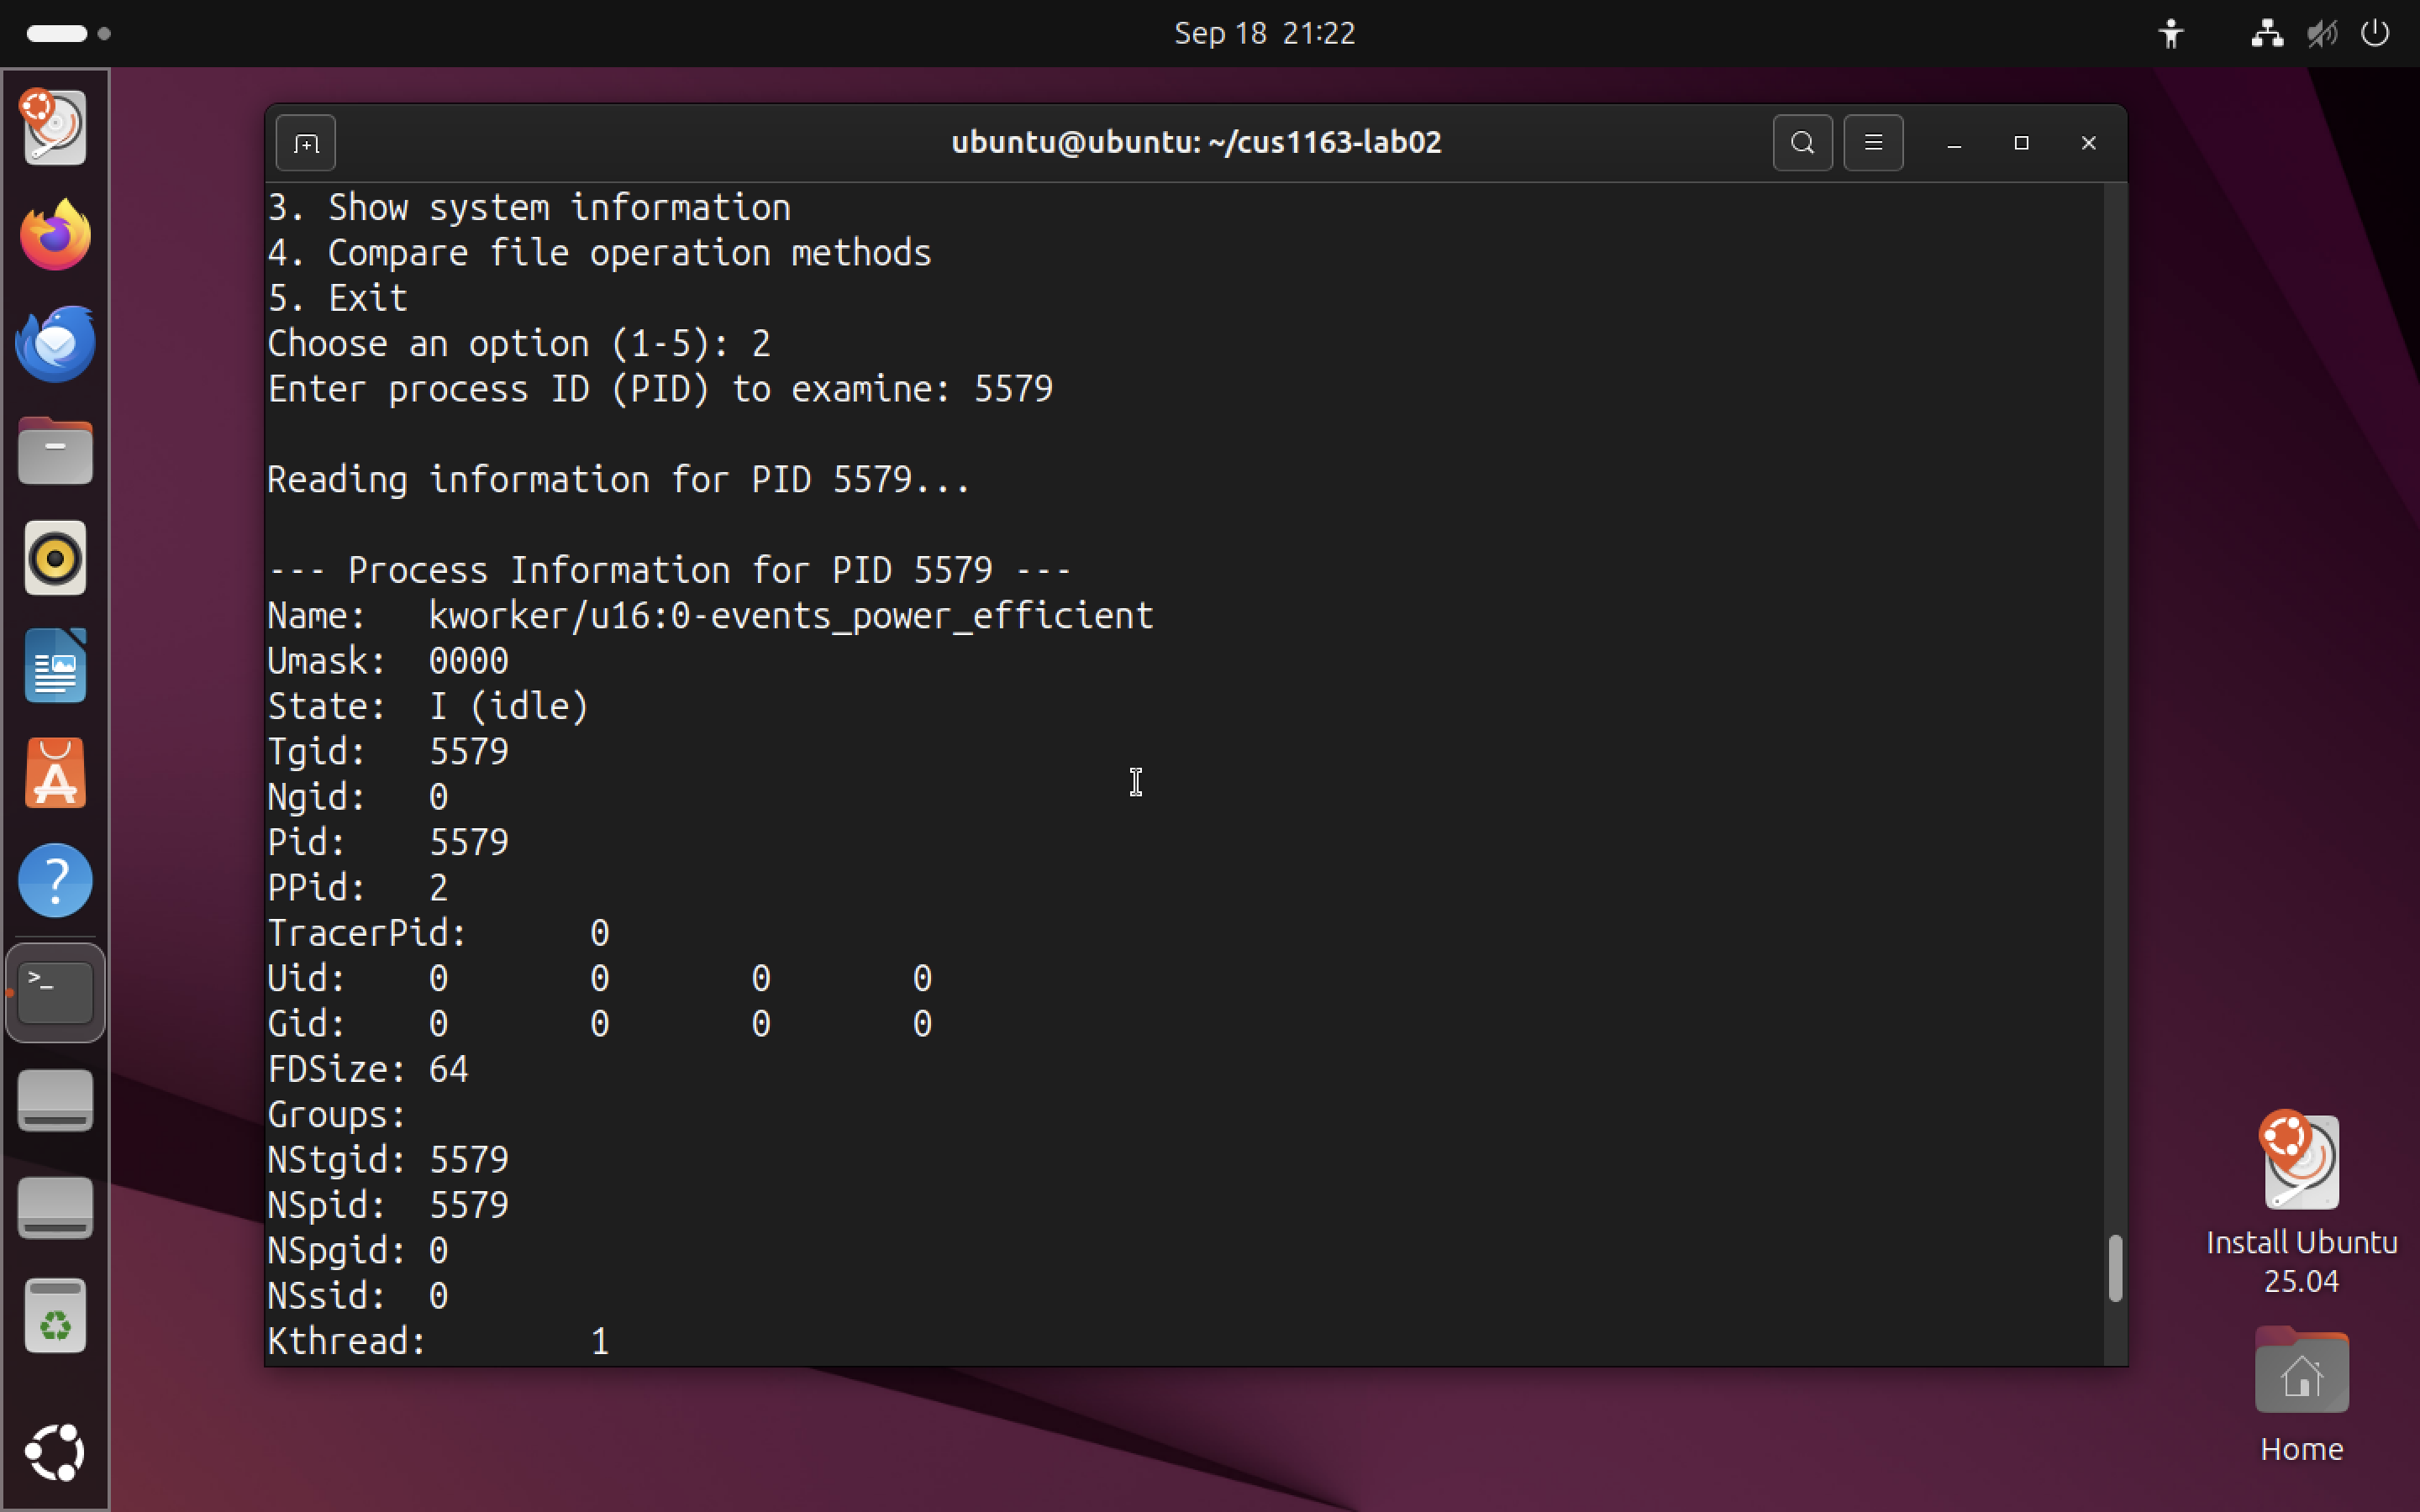 Sep 18 21:22
ubuntu@ubuntu: ~/cus1163-lab02
3. Show system information
4. Compare file operation methods
5. Exit
Choose an option (1-5): 2
Enter process ID (PID) to examine: 5579
Reading information for PID 5579...
--- Process Information for PID 5579 ---
Name: kworker/u16:0-events_power_efficient
Umask: 0000
State: I (idle)
Tgid: 5579
Ngid: 0
Pid: 5579
PPid: 2
TracerPid: 0
Uid: 0 0 0 0
Gid: 0 0 0 0
FDSize: 64
Groups:
NStgid: 5579
NSpid: 5579
NSpgid: 0
NSsid: 0
Kthread: 1
Install Ubuntu
25.04
Home